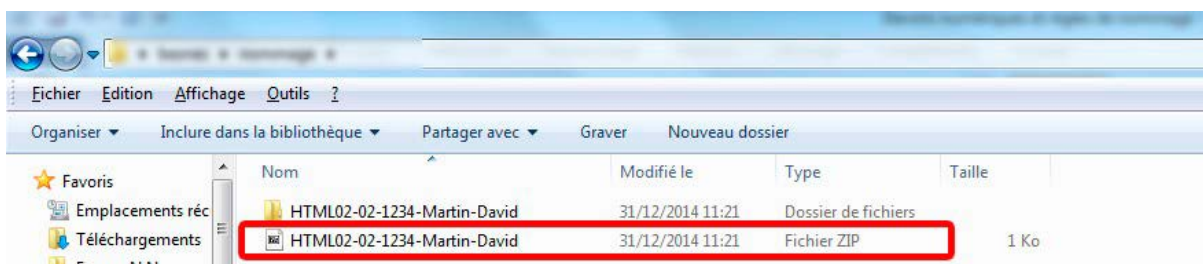 Fichier Edition Affichage Outils ?
Organiser Inclure dans la bibliothèque Partager avec Graver Nouveau dossier
Favoris Nom Modifié le Type Taille
Emplacements réc HTML02-02-1234-Martin-David 31/12/2014 11:21 Dossier de fichiers
Téléchargements HTML02-02-1234-Martin-David 31/12/2014 11:21 Fichier ZIP 1 Ko